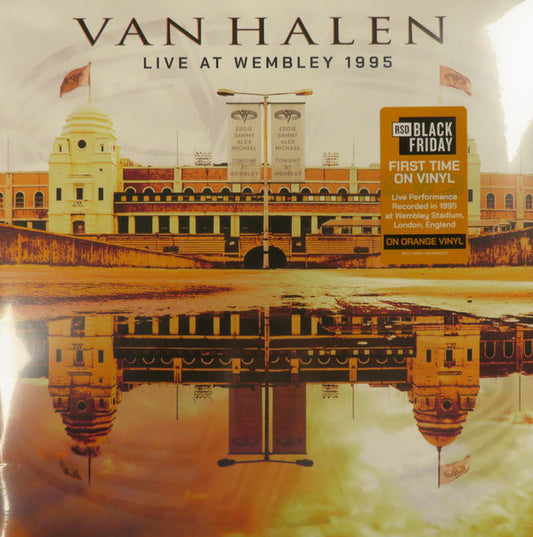 VAN HALEN
LIVE AT WEMBLEY 1995
EDDIE
SAMMY
ALEX
MICHAEL
TONIGHT
AT
WEMBLEY
EDDIE
SAMMY
ALEX
MICHAEL
TONIGHT
AT
WEMBLEY
RSD BLACK
FRIDAY
FIRST TIME
ON VINYL
Live Performance
Recorded in 1995
at Wembley Stadium,
London, England
ON ORANGE VINYL